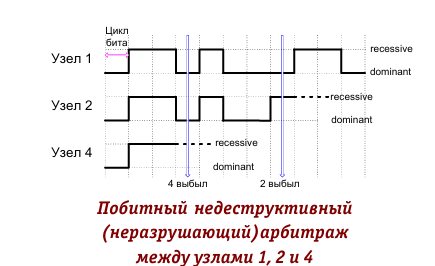 Цикл
бита
Узел 1
recessive
dominant
Узел 2
recessive
dominant
Узел 4
recessive
dominant
4 выбыл
2 выбыл
Побитный недеструктивный
(неразрушающий)арбитраж
между узлами 1, 2 и 4